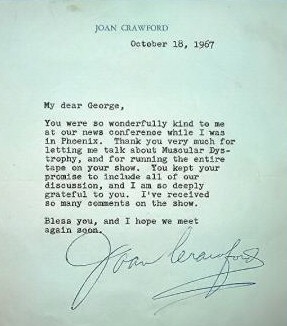 JOAN CRAWFORD
October 18, 1967
My dear George,
You were so wonderfully kind to me
at our news conference while I was
in Phoenix.  Thank you very much for
letting me talk about Muscular Dys-
trophy, and for running the entire
tape on your show.  You kept your
promise to include all of our
discussion, and I am so deeply
grateful to you.  I've received
so many comments on the show.
Bless you, and I hope we meet
again soon.
Joan Crawford